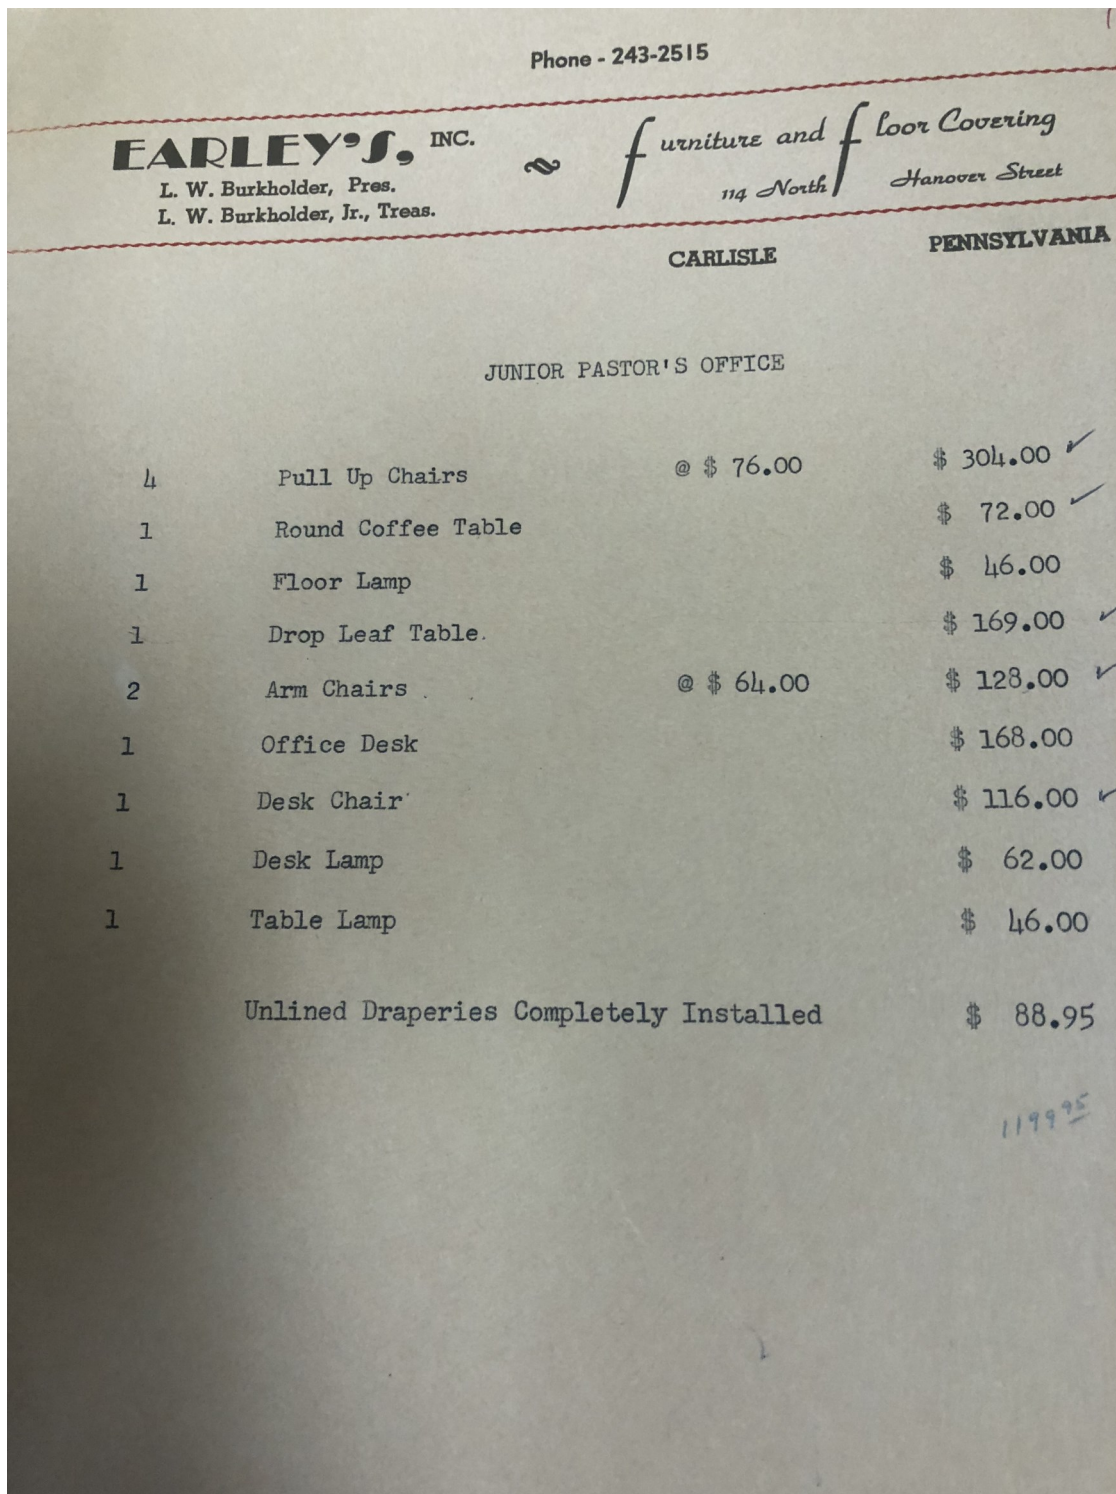 Phone - 243-2515
EARLEY'S, INC.
L. W. Burkholder, Pres.
L. W. Burkholder, Jr., Treas.
furniture and floor Covering
114 North Hanover Street
CARLISLE PENNSYLVANIA
JUNIOR PASTOR'S OFFICE
4 Pull Up Chairs @ $ 76.00 $ 304.00 ✓
1 Round Coffee Table $ 72.00 ✓
1 Floor Lamp $ 46.00
1 Drop Leaf Table. $ 169.00 ✓
2 Arm Chairs @ $ 64.00 $ 128.00 ✓
1 Office Desk $ 168.00
1 Desk Chair $ 116.00 ✓
1 Desk Lamp $ 62.00
1 Table Lamp $ 46.00
Unlined Draperies Completely Installed $ 88.95
1199 95